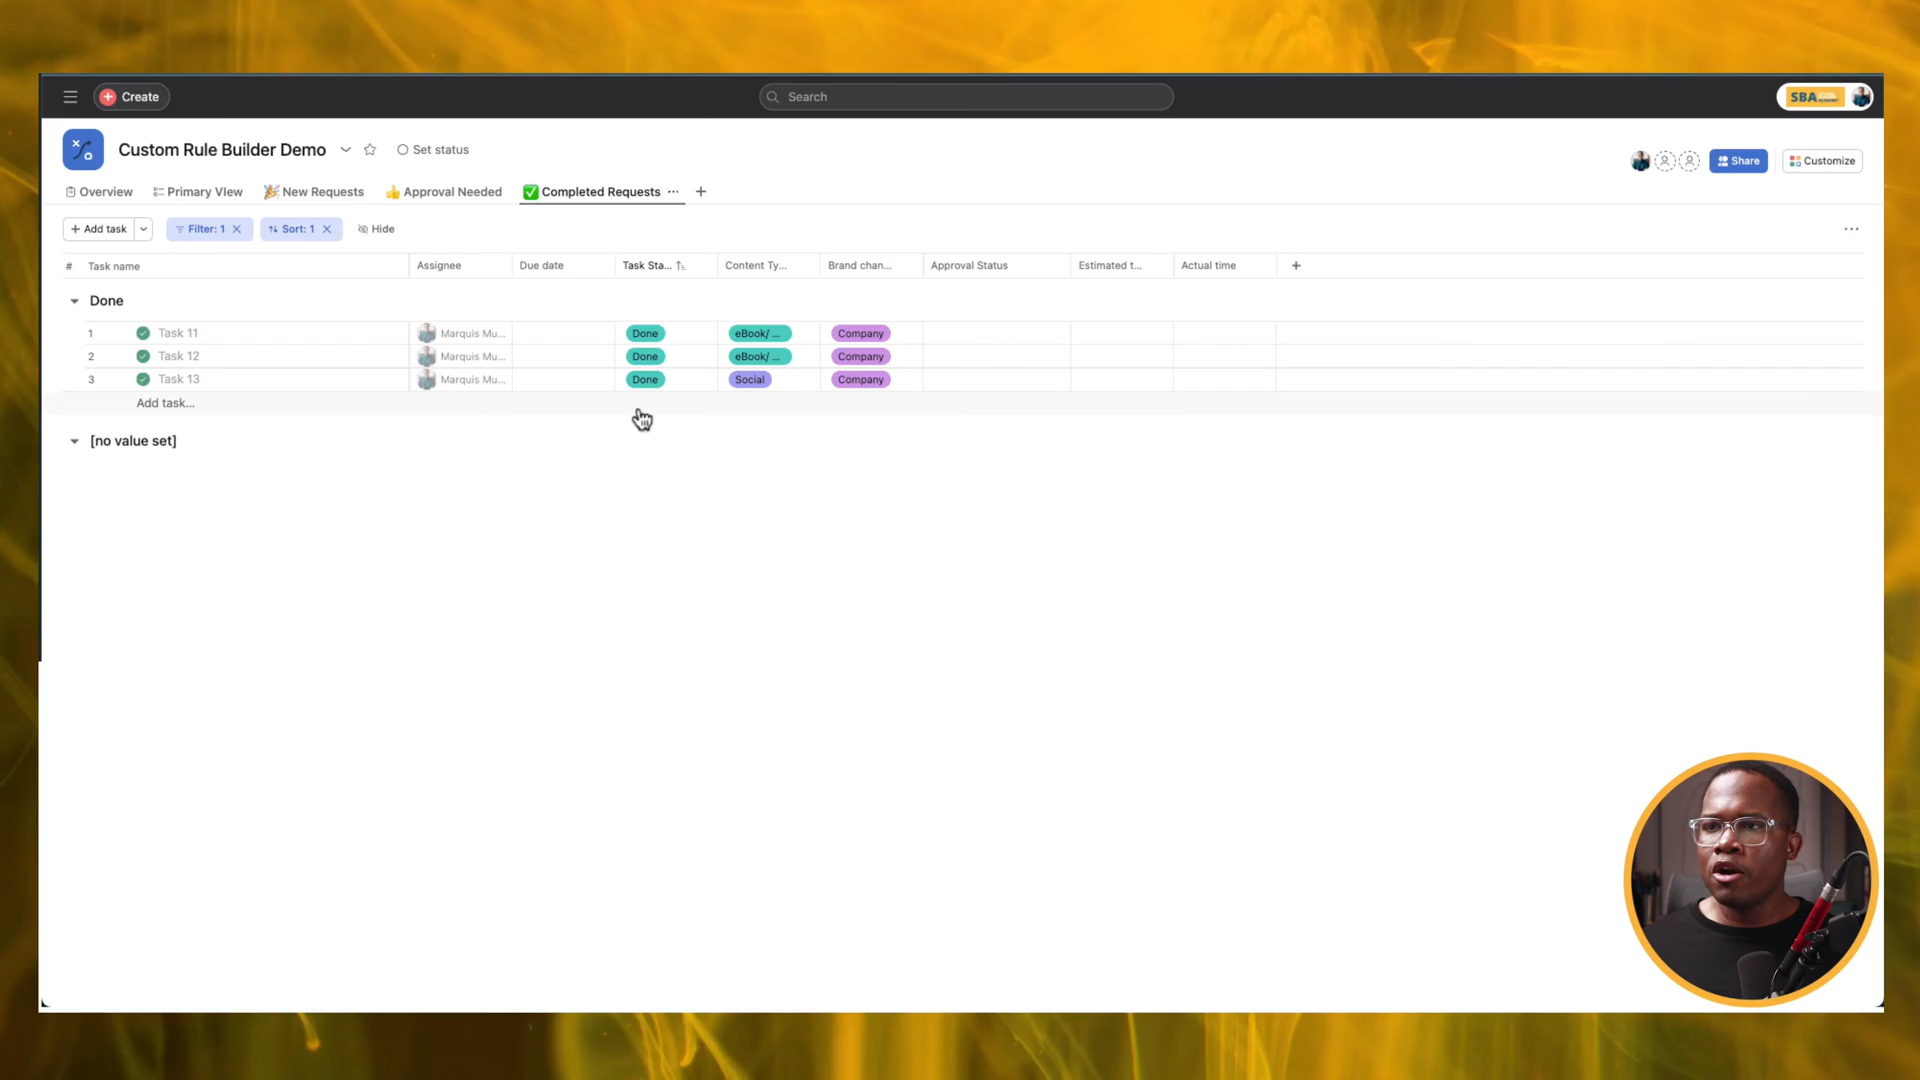 Create
Search
SBA
Custom Rule Builder Demo
Set status
Share
Customize
Overview
Primary VIew
New Requests
Approval Needed
Completed Requests
Add task
Filter: 1
Sort: 1
Hide
# Task name Assignee Due date Task Sta... Content Ty... Brand chan... Approval Status Estimated t... Actual time
Done
1 Task 11 Marquis Mu... Done eBook/ ... Company
2 Task 12 Marquis Mu... Done eBook/ ... Company
3 Task 13 Marquis Mu... Done Social Company
Add task...
[no value set]